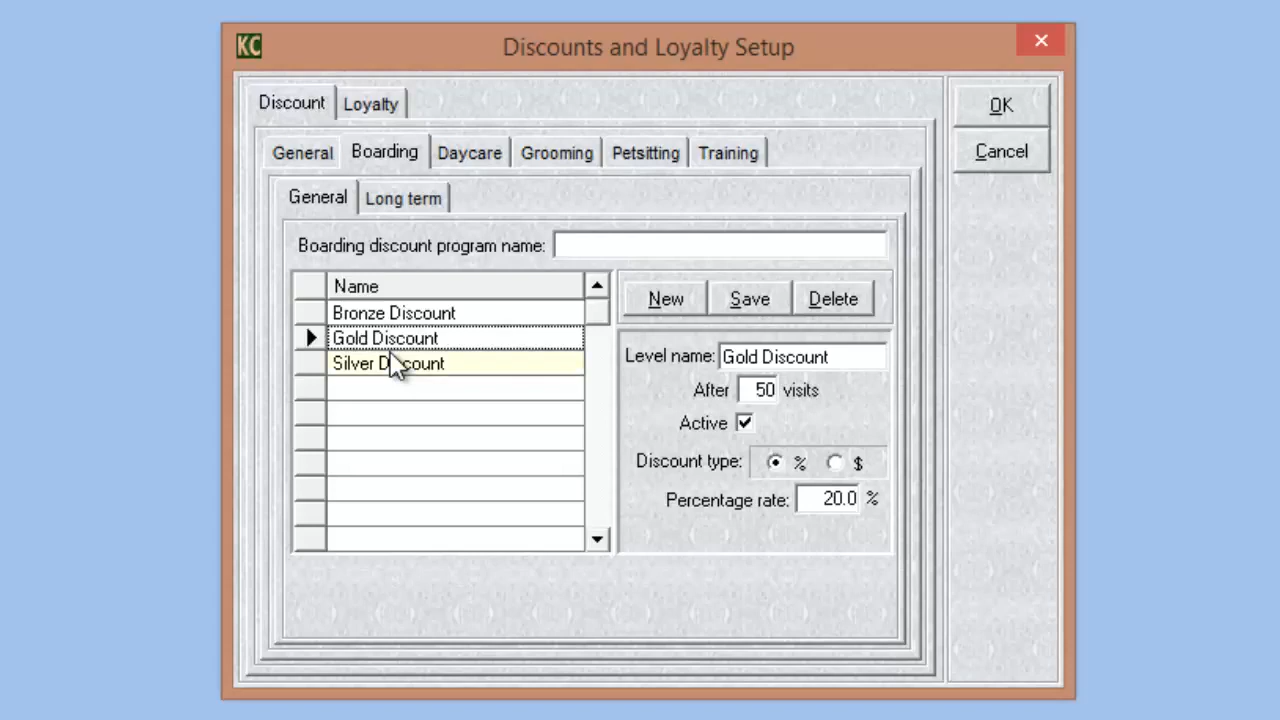 KC Discounts and Loyalty Setup
Discount Loyalty
OK
Cancel
General Boarding Daycare Grooming Petsitting Training
General Long term
Boarding discount program name:
Name
Bronze Discount
Gold Discount
Silver Discount
New Save Delete
Level name: Gold Discount
After 50 visits
Active
Discount type: % $
Percentage rate: 20.0 %